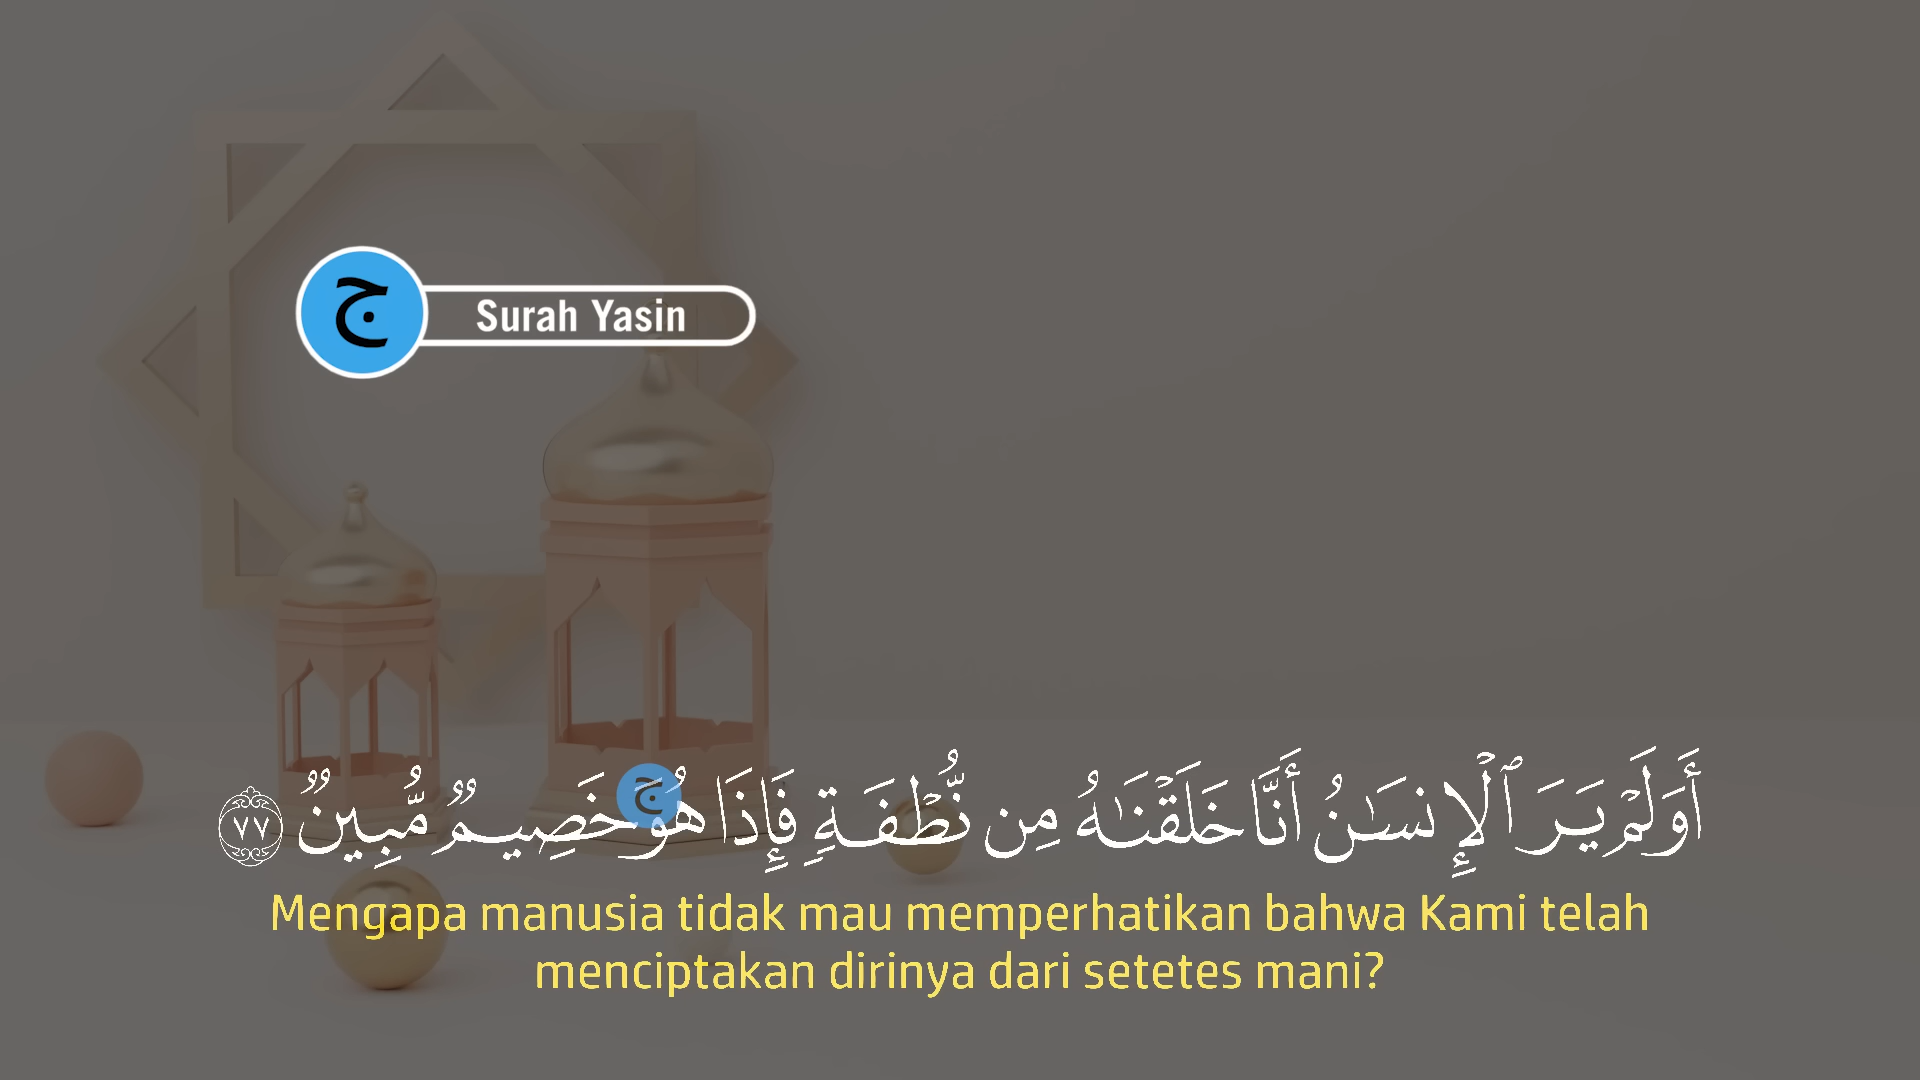 ج Surah Yasin
أَوَلَمْ يَرَ ٱلْإِنسَـٰنُ أَنَّا خَلَقْنَـٰهُ مِن نُّطْفَةٍ فَإِذَا هُوَ خَصِيمٌ مُّبِينٌ ٧٧
ج
Mengapa manusia tidak mau memperhatikan bahwa Kami telah
menciptakan dirinya dari setetes mani?